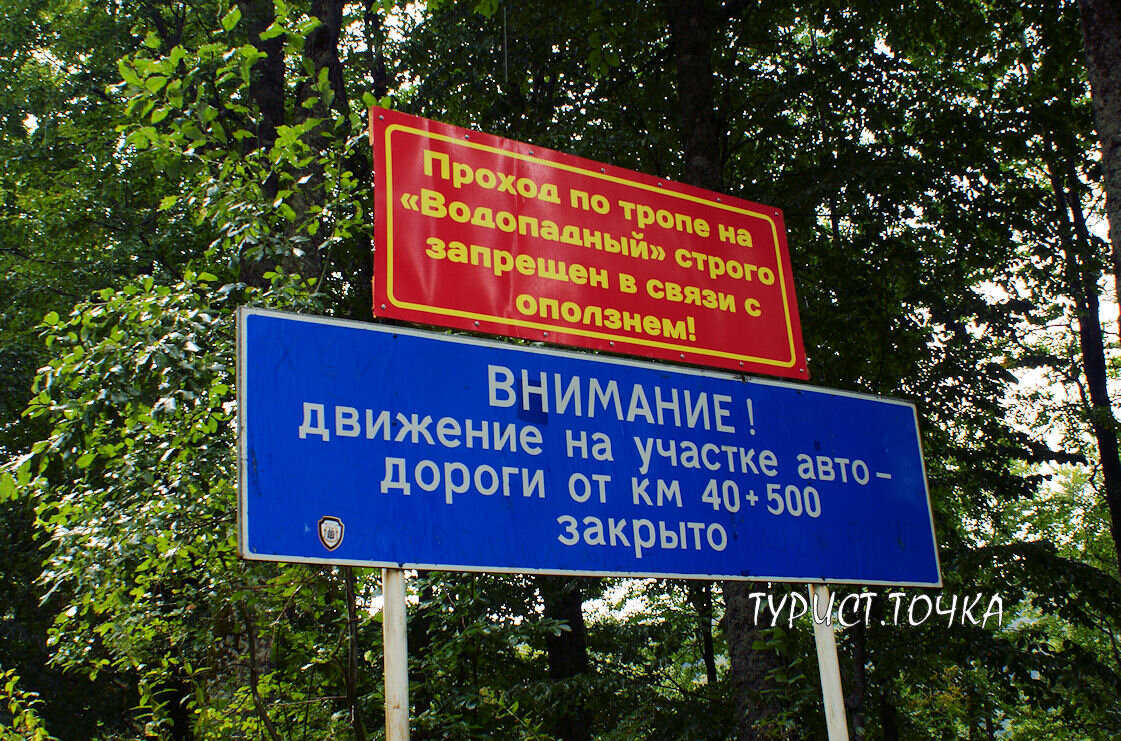 Проход по тропе на
«Водопадный» строго
запрещен в связи с
оползнем!
ВНИМАНИЕ!
движение на участке авто-
дороги от км 40+500
закрыто
ТУРИСТ.ТОЧКА